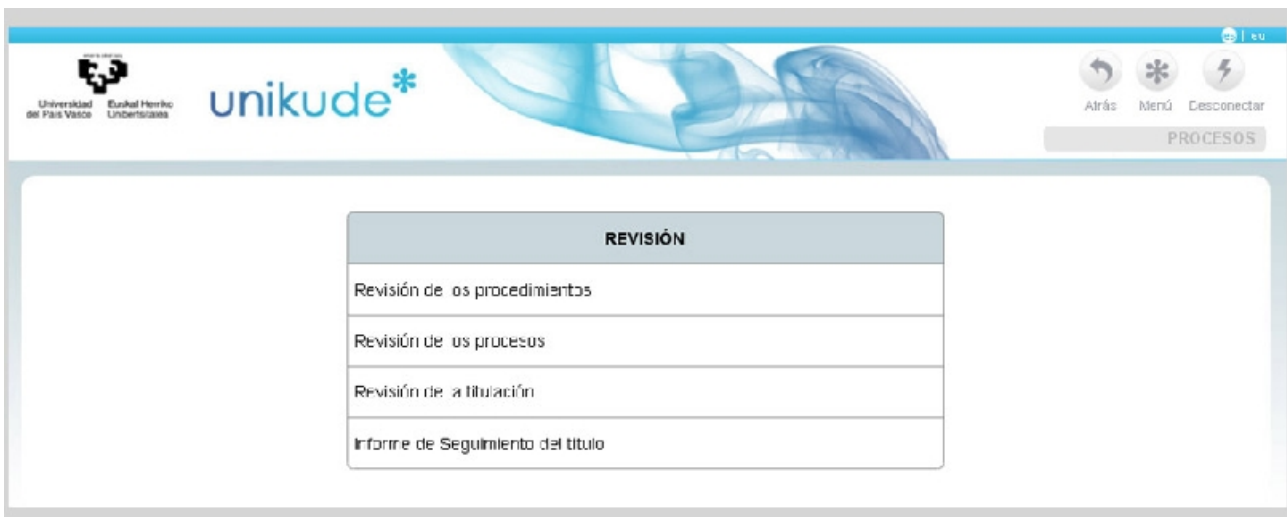 es | eu
Universidad del País Vasco
Euskal Herriko Unibertsitatea
unikude*
Atrás Menú Desconectar
PROCESOS
REVISIÓN
Revisión de los procedimientos
Revisión de los procesos
Revisión de la titulación
Informe de Seguimiento del título